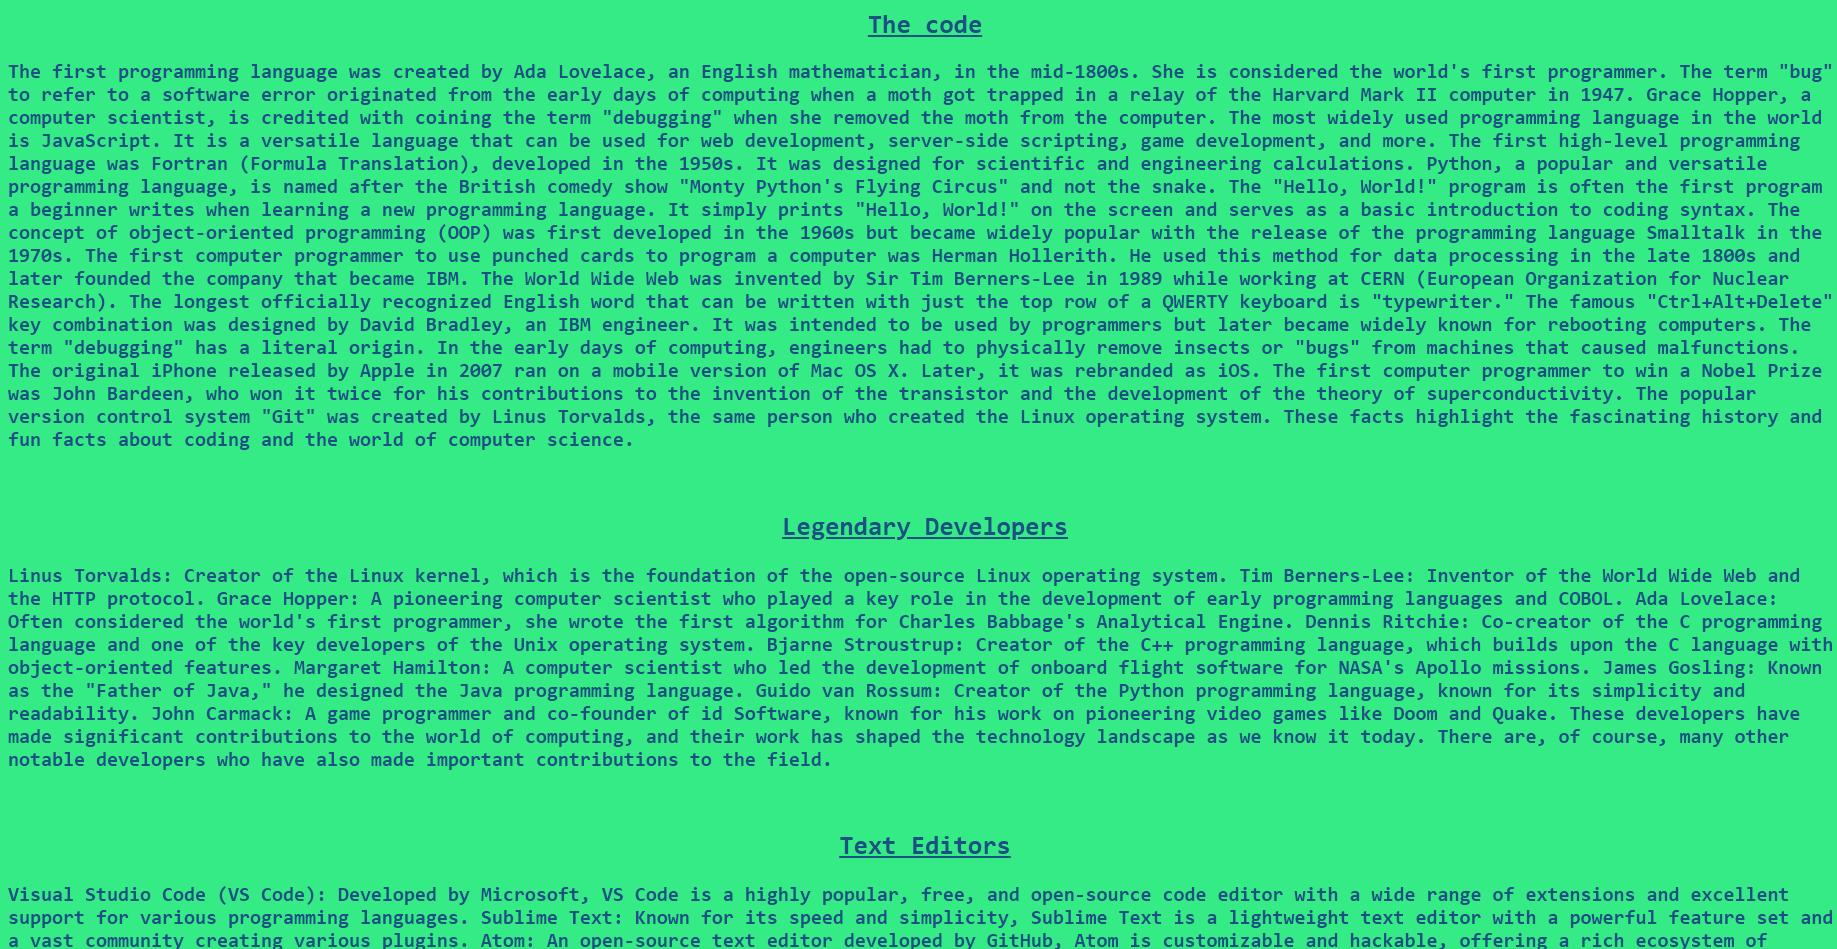 The code
The first programming language was created by Ada Lovelace, an English mathematician, in the mid-1800s. She is considered the world's first programmer. The term "bug"
to refer to a software error originated from the early days of computing when a moth got trapped in a relay of the Harvard Mark II computer in 1947. Grace Hopper, a
computer scientist, is credited with coining the term "debugging" when she removed the moth from the computer. The most widely used programming language in the world
is JavaScript. It is a versatile language that can be used for web development, server-side scripting, game development, and more. The first high-level programming
language was Fortran (Formula Translation), developed in the 1950s. It was designed for scientific and engineering calculations. Python, a popular and versatile
programming language, is named after the British comedy show "Monty Python's Flying Circus" and not the snake. The "Hello, World!" program is often the first program
a beginner writes when learning a new programming language. It simply prints "Hello, World!" on the screen and serves as a basic introduction to coding syntax. The
concept of object-oriented programming (OOP) was first developed in the 1960s but became widely popular with the release of the programming language Smalltalk in the
1970s. The first computer programmer to use punched cards to program a computer was Herman Hollerith. He used this method for data processing in the late 1800s and
later founded the company that became IBM. The World Wide Web was invented by Sir Tim Berners-Lee in 1989 while working at CERN (European Organization for Nuclear
Research). The longest officially recognized English word that can be written with just the top row of a QWERTY keyboard is "typewriter." The famous "Ctrl+Alt+Delete"
key combination was designed by David Bradley, an IBM engineer. It was intended to be used by programmers but later became widely known for rebooting computers. The
term "debugging" has a literal origin. In the early days of computing, engineers had to physically remove insects or "bugs" from machines that caused malfunctions.
The original iPhone released by Apple in 2007 ran on a mobile version of Mac OS X. Later, it was rebranded as iOS. The first computer programmer to win a Nobel Prize
was John Bardeen, who won it twice for his contributions to the invention of the transistor and the development of the theory of superconductivity. The popular
version control system "Git" was created by Linus Torvalds, the same person who created the Linux operating system. These facts highlight the fascinating history and
fun facts about coding and the world of computer science.
Legendary Developers
Linus Torvalds: Creator of the Linux kernel, which is the foundation of the open-source Linux operating system. Tim Berners-Lee: Inventor of the World Wide Web and
the HTTP protocol. Grace Hopper: A pioneering computer scientist who played a key role in the development of early programming languages and COBOL. Ada Lovelace:
Often considered the world's first programmer, she wrote the first algorithm for Charles Babbage's Analytical Engine. Dennis Ritchie: Co-creator of the C programming
language and one of the key developers of the Unix operating system. Bjarne Stroustrup: Creator of the C++ programming language, which builds upon the C language with
object-oriented features. Margaret Hamilton: A computer scientist who led the development of onboard flight software for NASA's Apollo missions. James Gosling: Known
as the "Father of Java," he designed the Java programming language. Guido van Rossum: Creator of the Python programming language, known for its simplicity and
readability. John Carmack: A game programmer and co-founder of id Software, known for his work on pioneering video games like Doom and Quake. These developers have
made significant contributions to the world of computing, and their work has shaped the technology landscape as we know it today. There are, of course, many other
notable developers who have also made important contributions to the field.
Text Editors
Visual Studio Code (VS Code): Developed by Microsoft, VS Code is a highly popular, free, and open-source code editor with a wide range of extensions and excellent
support for various programming languages. Sublime Text: Known for its speed and simplicity, Sublime Text is a lightweight text editor with a powerful feature set and
a vast community creating various plugins. Atom: An open-source text editor developed by GitHub, Atom is customizable and hackable, offering a rich ecosystem of